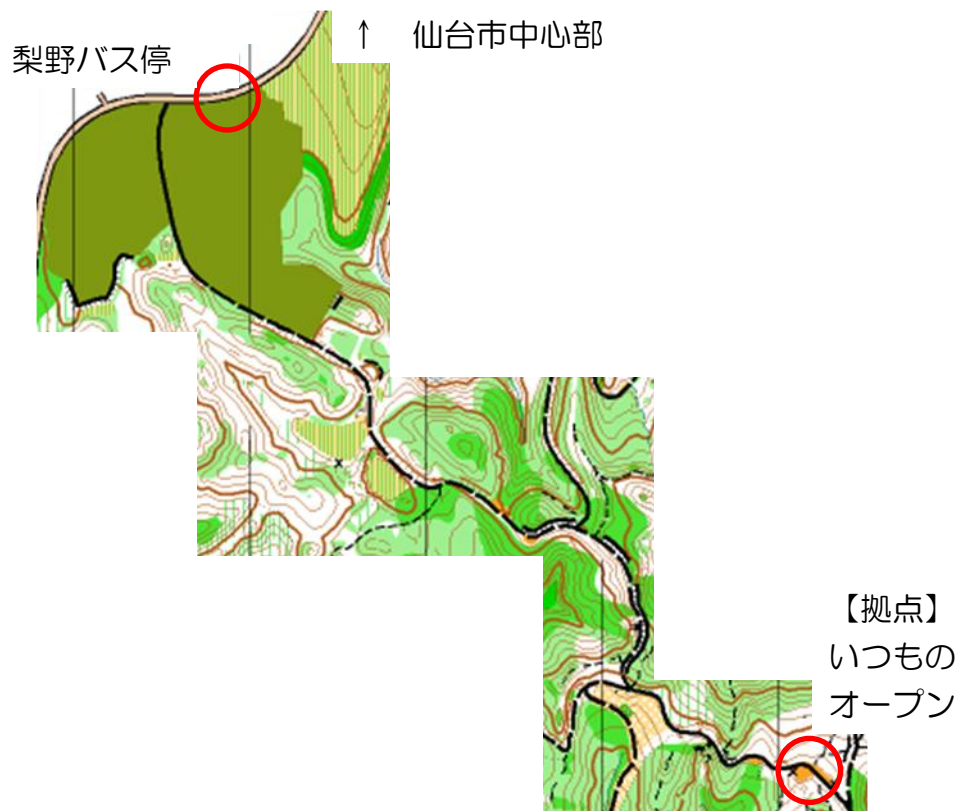 ↑ 仙台市中心部
梨野バス停
【拠点】
いつもの
オープン